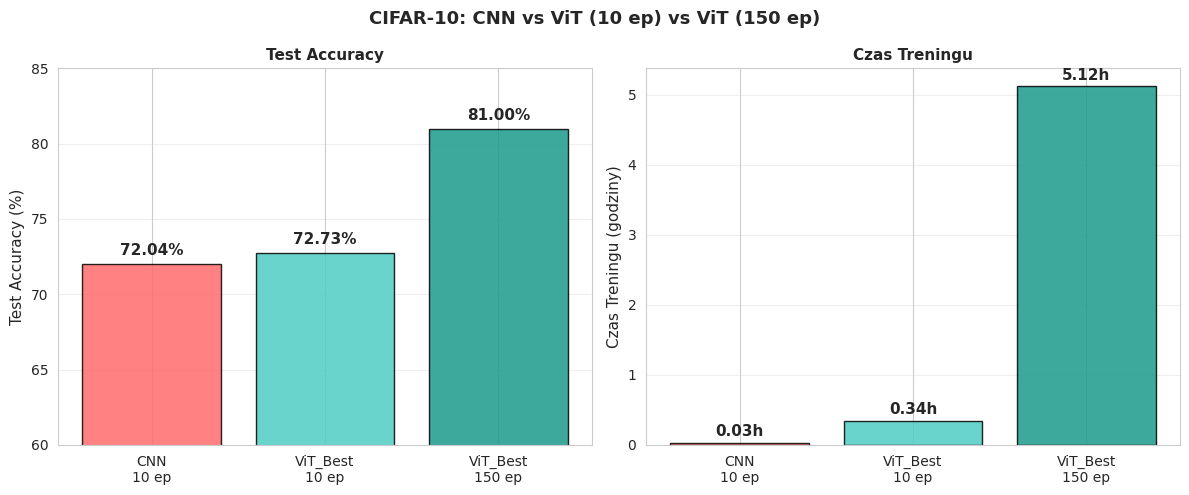 CIFAR-10: CNN vs ViT (10 ep) vs ViT (150 ep)
Test Accuracy
Test Accuracy (%)
85
80
75
70
65
60
72.04%
72.73%
81.00%
CNN
10 ep
ViT_Best
10 ep
ViT_Best
150 ep
Czas Treningu
Czas Treningu (godziny)
5
4
3
2
1
0
0.03h
0.34h
5.12h
CNN
10 ep
ViT_Best
10 ep
ViT_Best
150 ep